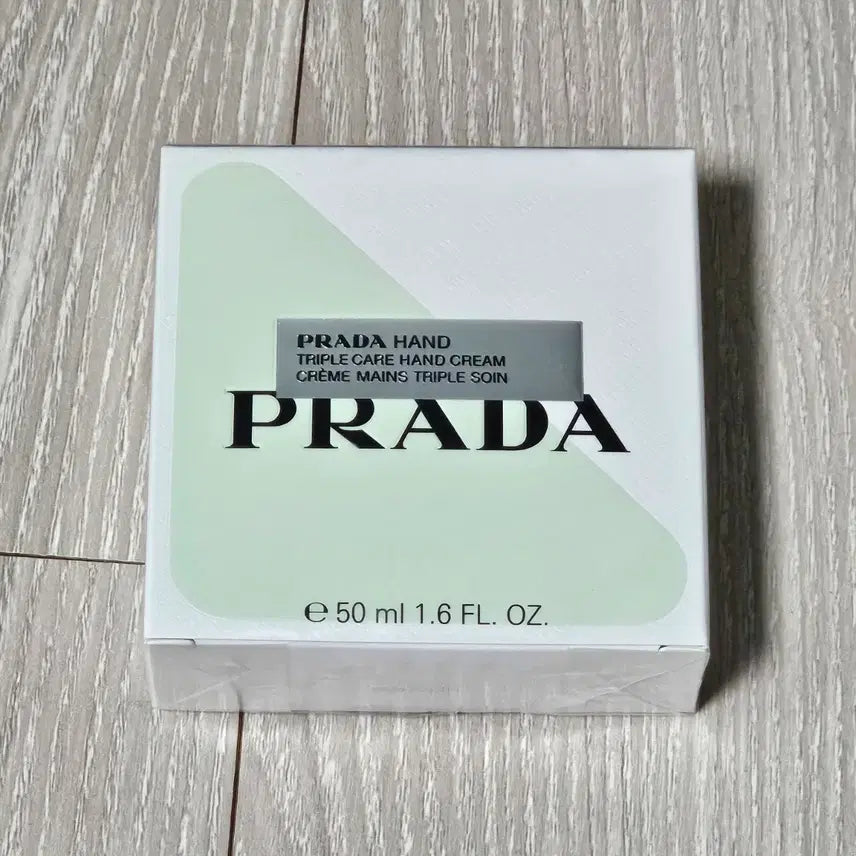 PRADA HAND
TRIPLE CARE HAND CREAM
CRÈME MAINS TRIPLE SOIN
PRADA
℮ 50 ml 1.6 FL. OZ.